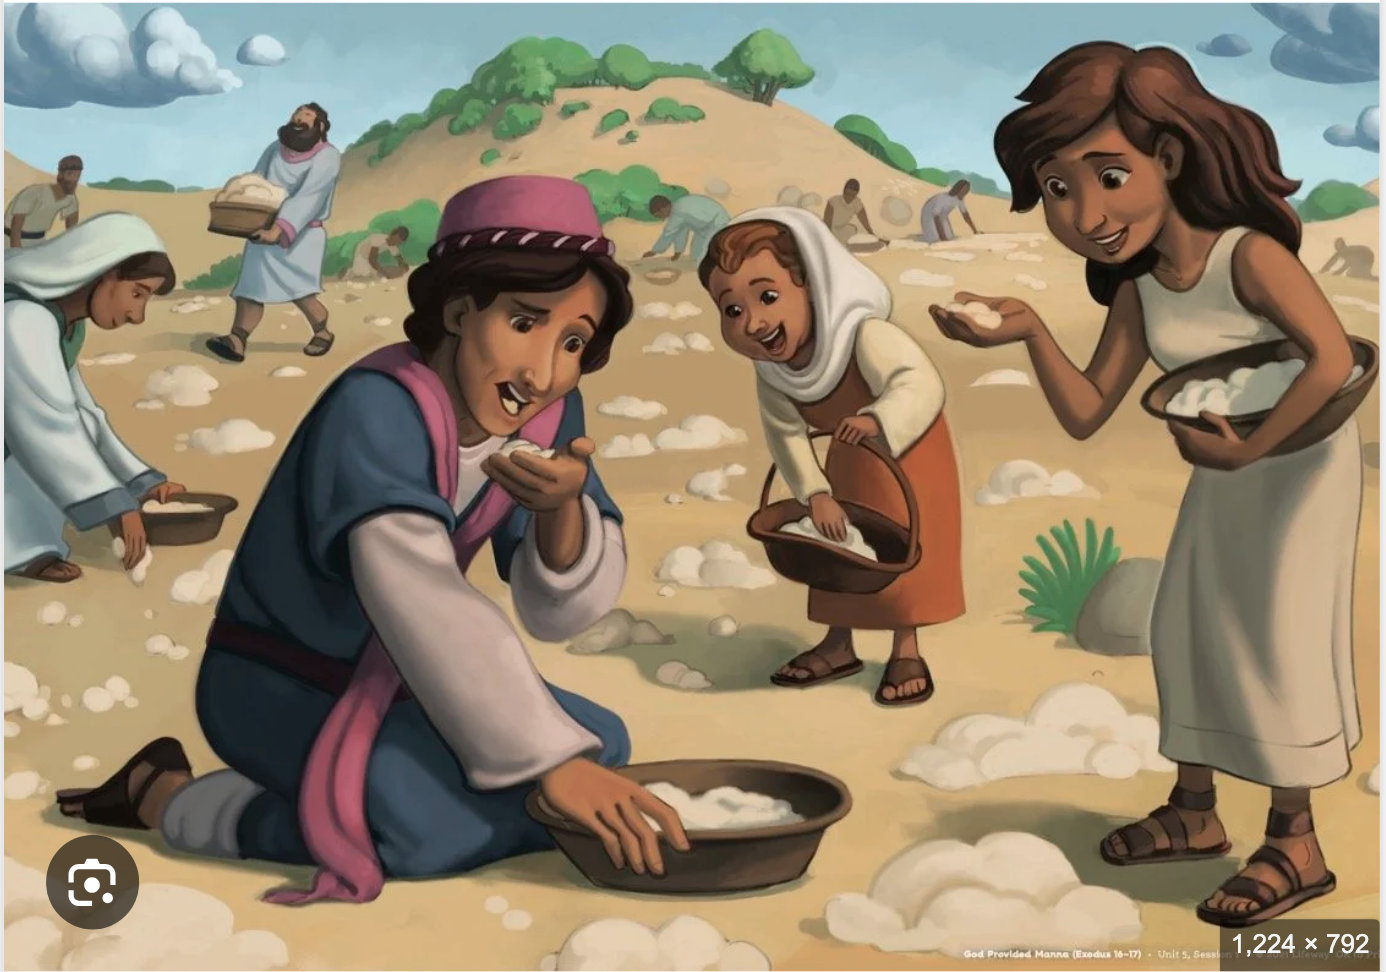 God Provided Manna (Exodus 16–17) • Unit 5, Session
1,224 × 792